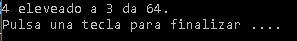 4 eleveado a 3 da 64.
Pulsa una tecla para finalizar ....